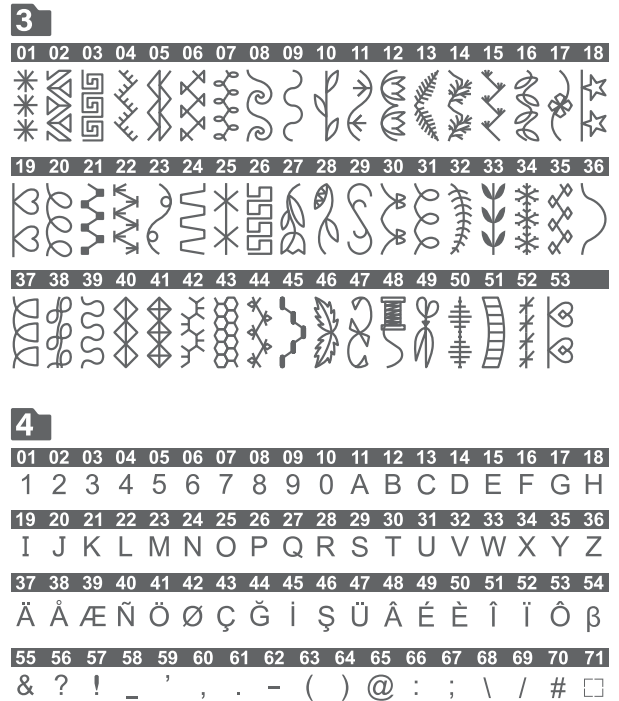 3
01 02 03 04 05 06 07 08 09 10 11 12 13 14 15 16 17 18
19 20 21 22 23 24 25 26 27 28 29 30 31 32 33 34 35 36
37 38 39 40 41 42 43 44 45 46 47 48 49 50 51 52 53
4
01 02 03 04 05 06 07 08 09 10 11 12 13 14 15 16 17 18
1 2 3 4 5 6 7 8 9 0 A B C D E F G H
19 20 21 22 23 24 25 26 27 28 29 30 31 32 33 34 35 36
I J K L M N O P Q R S T U V W X Y Z
37 38 39 40 41 42 43 44 45 46 47 48 49 50 51 52 53 54
Ä Å Æ Ñ Ö Ø Ç Ğ İ Ş Ü Â É È Î Ï Ô β
55 56 57 58 59 60 61 62 63 64 65 66 67 68 69 70 71
& ? ! _ ’ , . – ( ) @ : ; \ / #